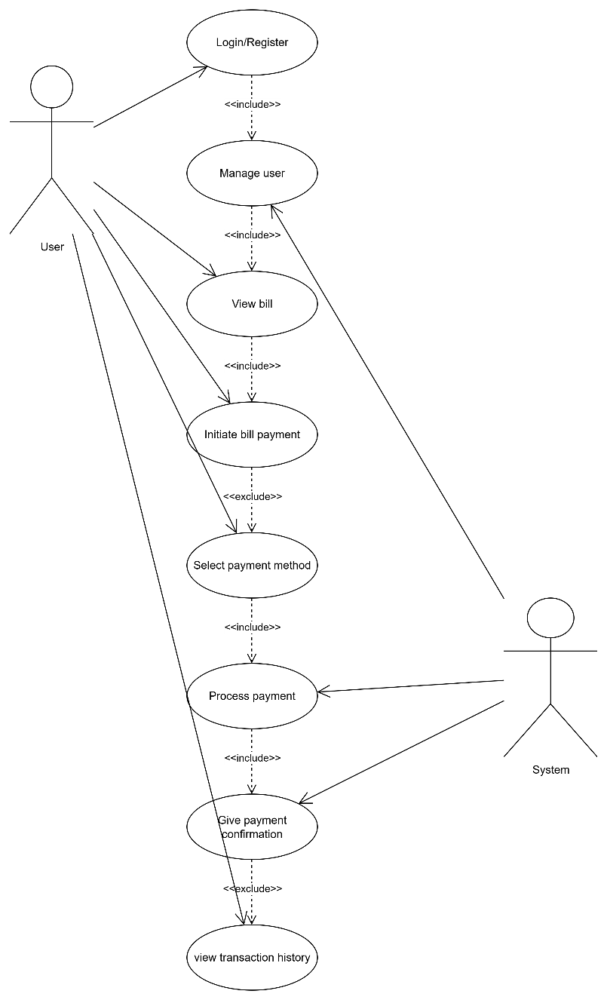 Login/Register
<<include>>
Manage user
<<include>>
User
View bill
<<include>>
Initiate bill payment
<<exclude>>
Select payment method
<<include>>
Process payment
<<include>>
System
Give payment
confirmation
<<exclude>>
view transaction history